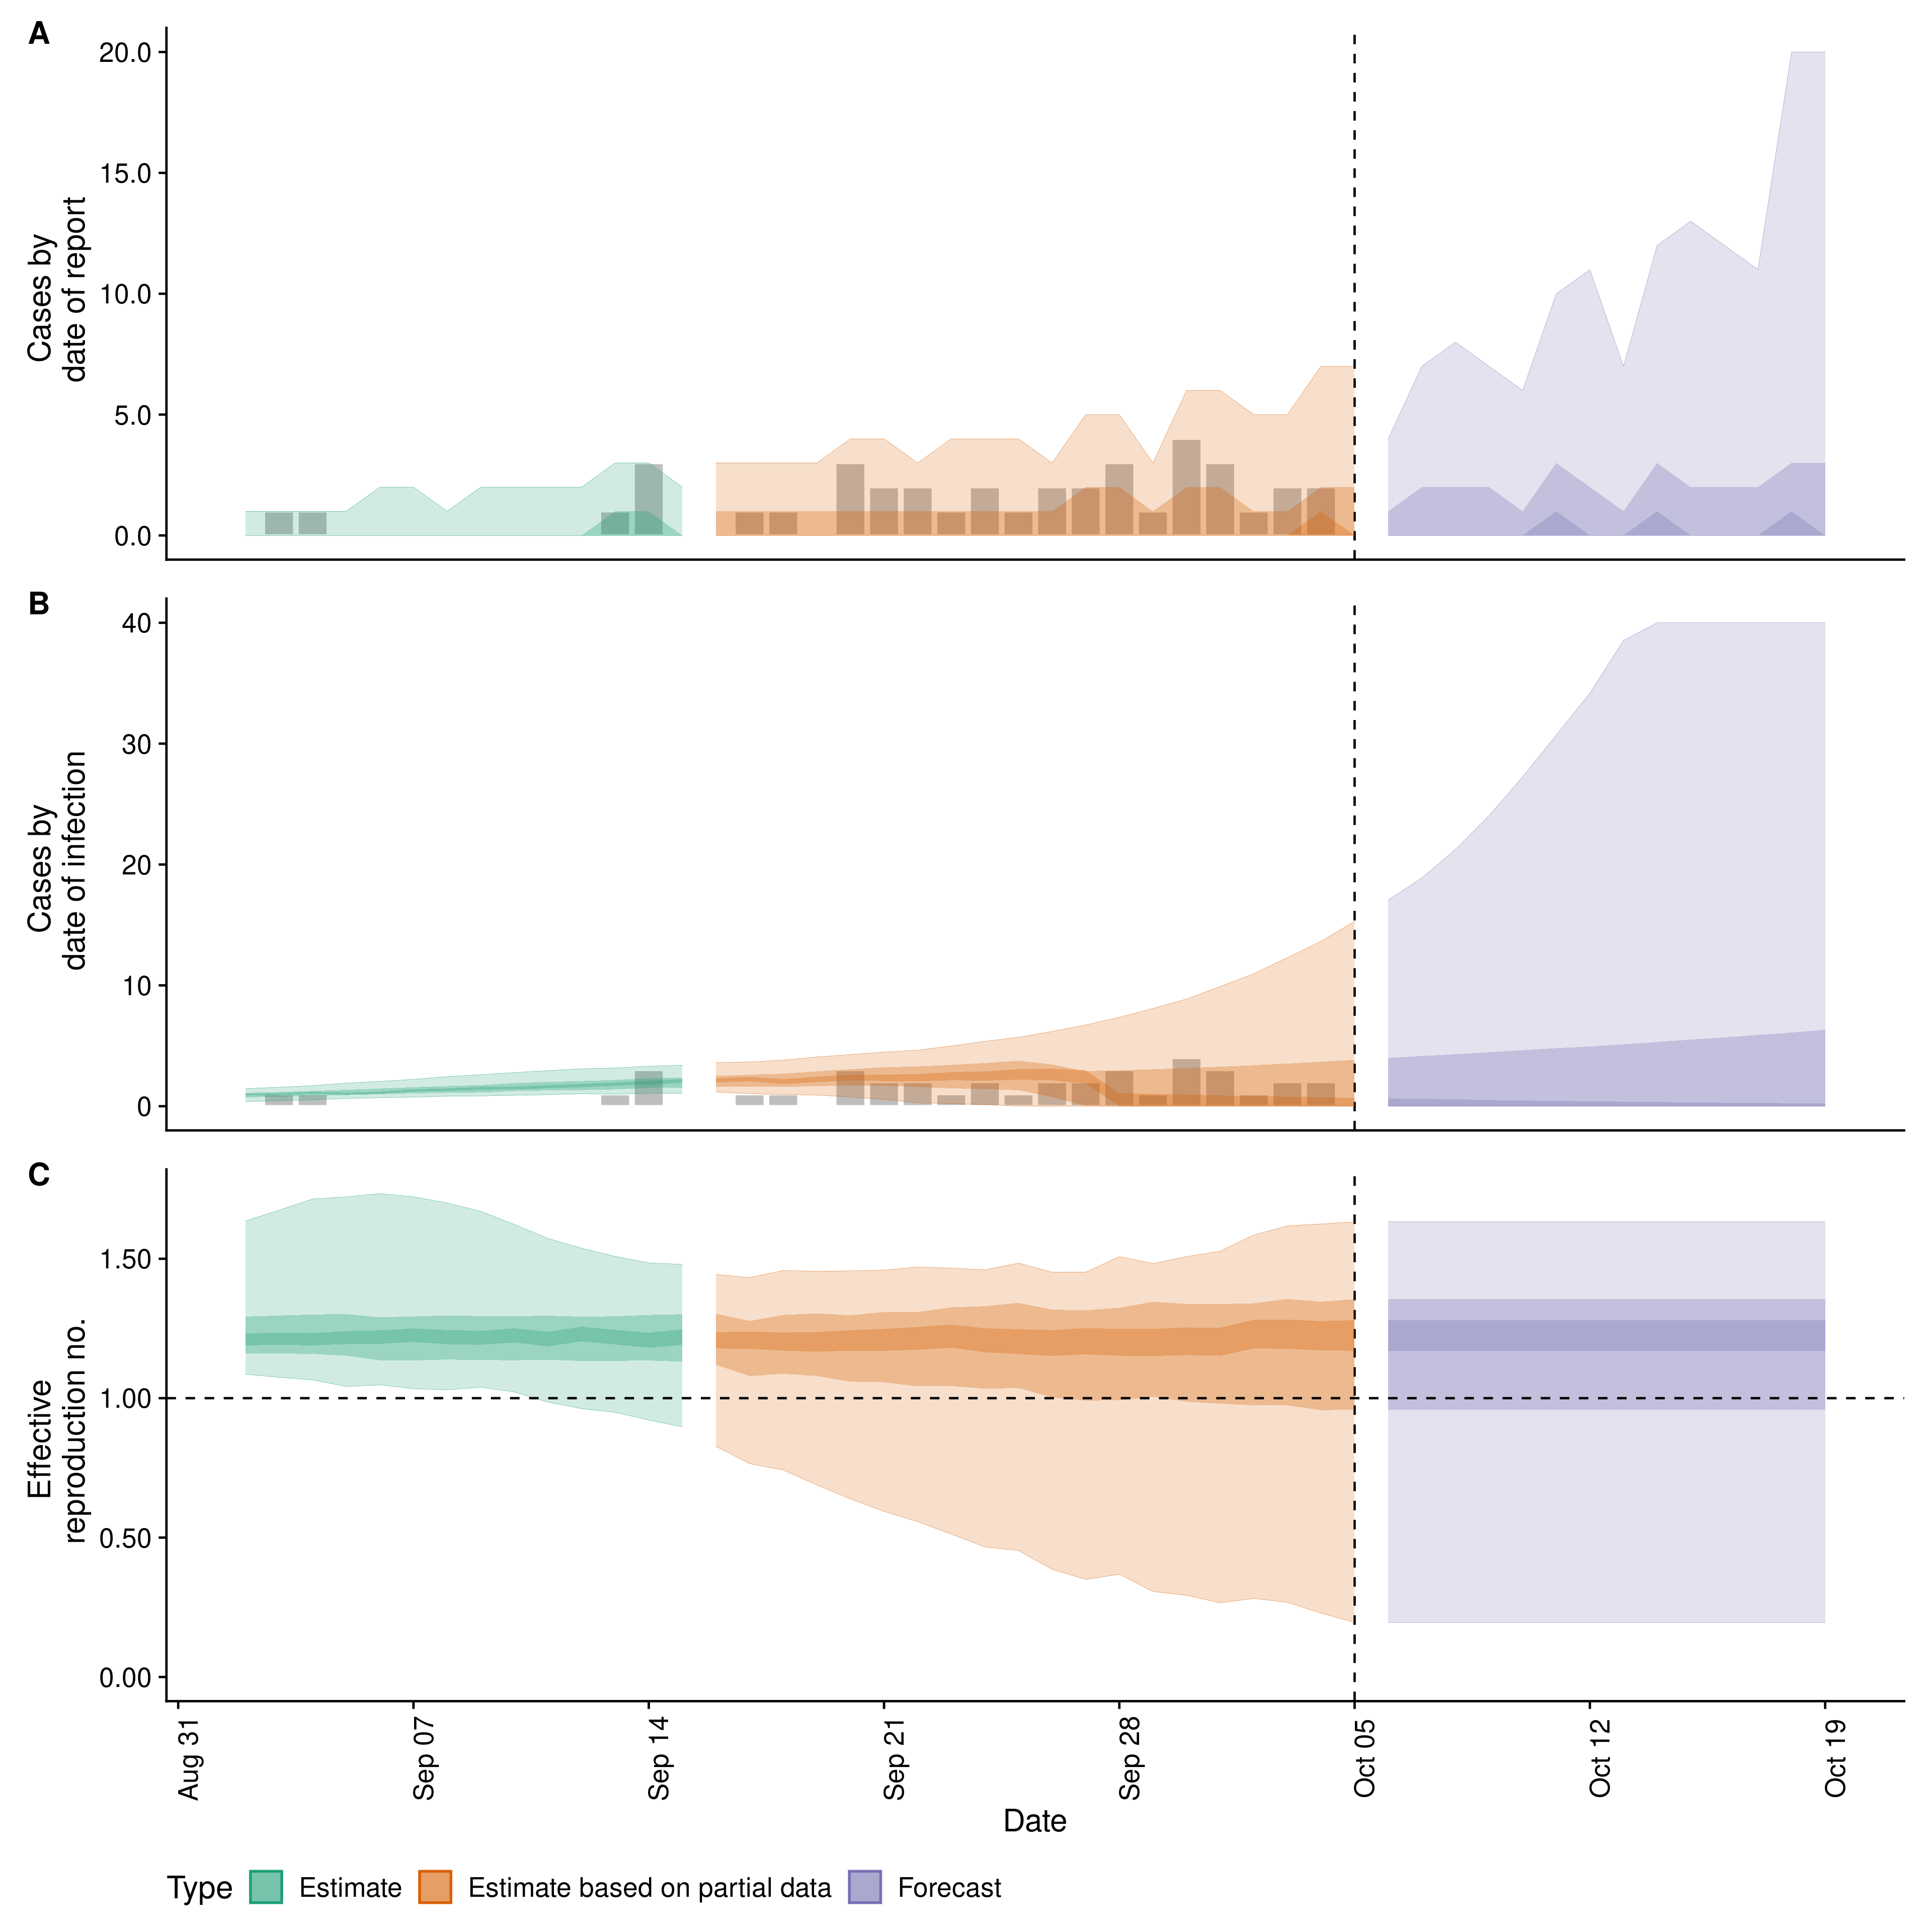 A
20.0
15.0
10.0
5.0
0.0
Cases by
date of report
B
40
30
20
10
0
Cases by
date of infection
C
1.50
1.00
0.50
0.00
Effective
reproduction no.
Aug 31
Sep 07
Sep 14
Sep 21
Sep 28
Oct 05
Oct 12
Oct 19
Date
Type Estimate Estimate based on partial data Forecast